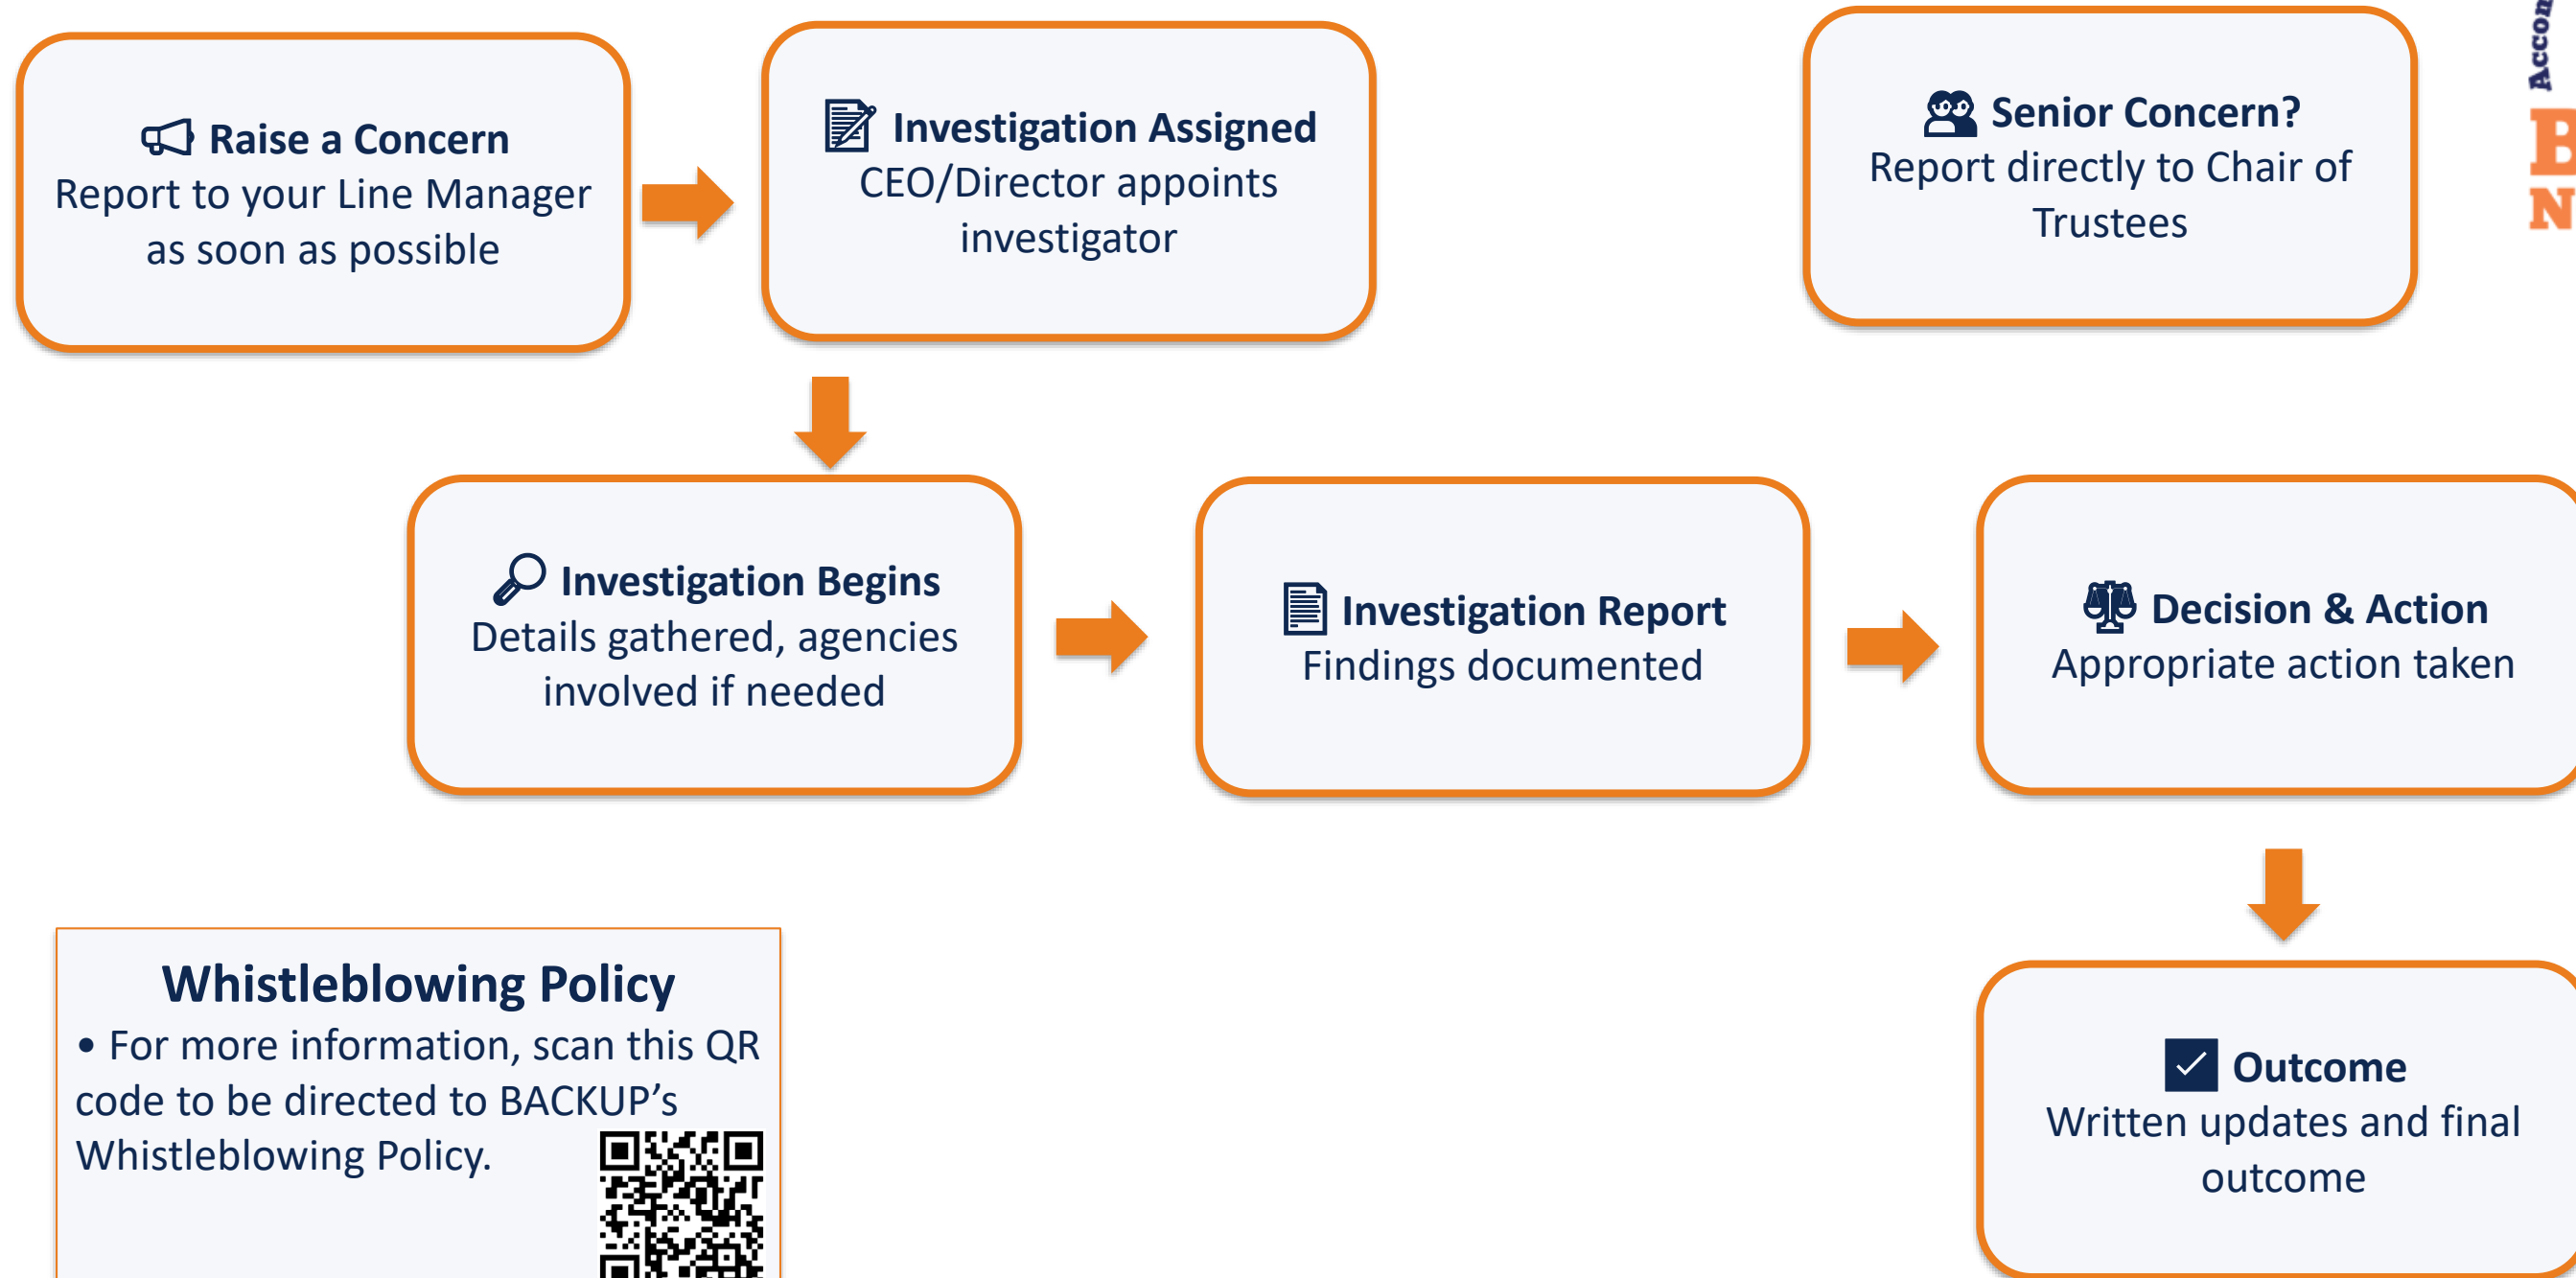 Raise a Concern
Report to your Line Manager
as soon as possible
Investigation Assigned
CEO/Director appoints
investigator
Senior Concern?
Report directly to Chair of
Trustees
Investigation Begins
Details gathered, agencies
involved if needed
Investigation Report
Findings documented
Decision & Action
Appropriate action taken
Whistleblowing Policy
• For more information, scan this QR
code to be directed to BACKUP’s
Whistleblowing Policy.
Outcome
Written updates and final
outcome